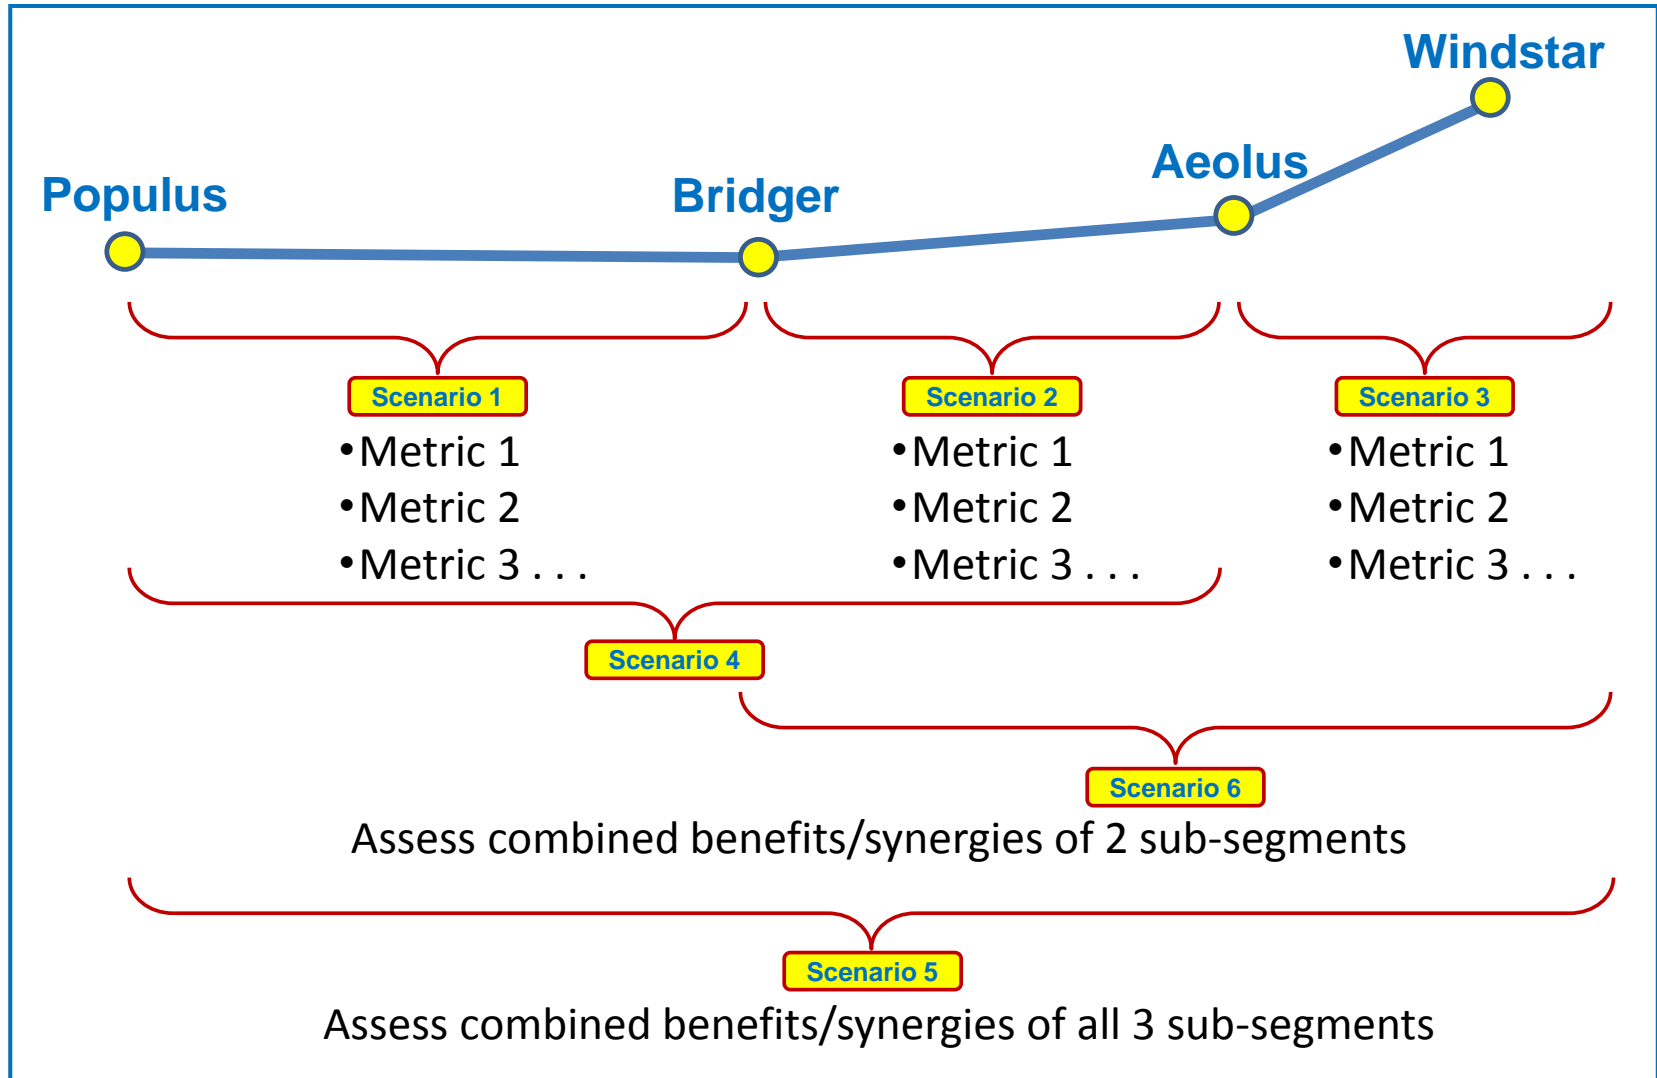 Windstar
Aeolus
Populus
Bridger
Scenario 1
Scenario 2
Scenario 3
•Metric 1
•Metric 2
•Metric 3 . . .
•Metric 1
•Metric 2
•Metric 3 . . .
•Metric 1
•Metric 2
•Metric 3 . . .
Scenario 4
Scenario 6
Assess combined benefits/synergies of 2 sub-segments
Scenario 5
Assess combined benefits/synergies of all 3 sub-segments